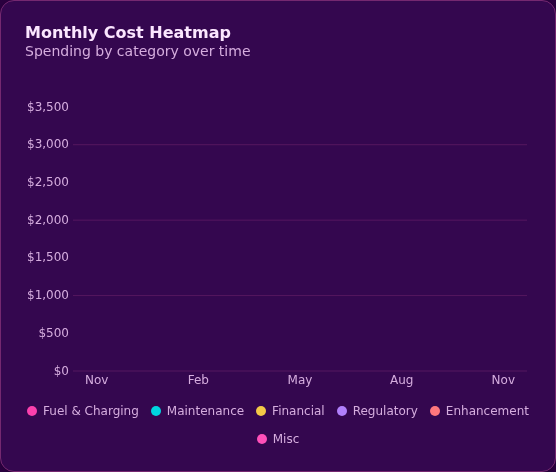 Monthly Cost Heatmap
Spending by category over time
$3,500
$3,000
$2,500
$2,000
$1,500
$1,000
$500
$0
Nov Feb May Aug Nov
Fuel & Charging Maintenance Financial Regulatory Enhancement
Misc